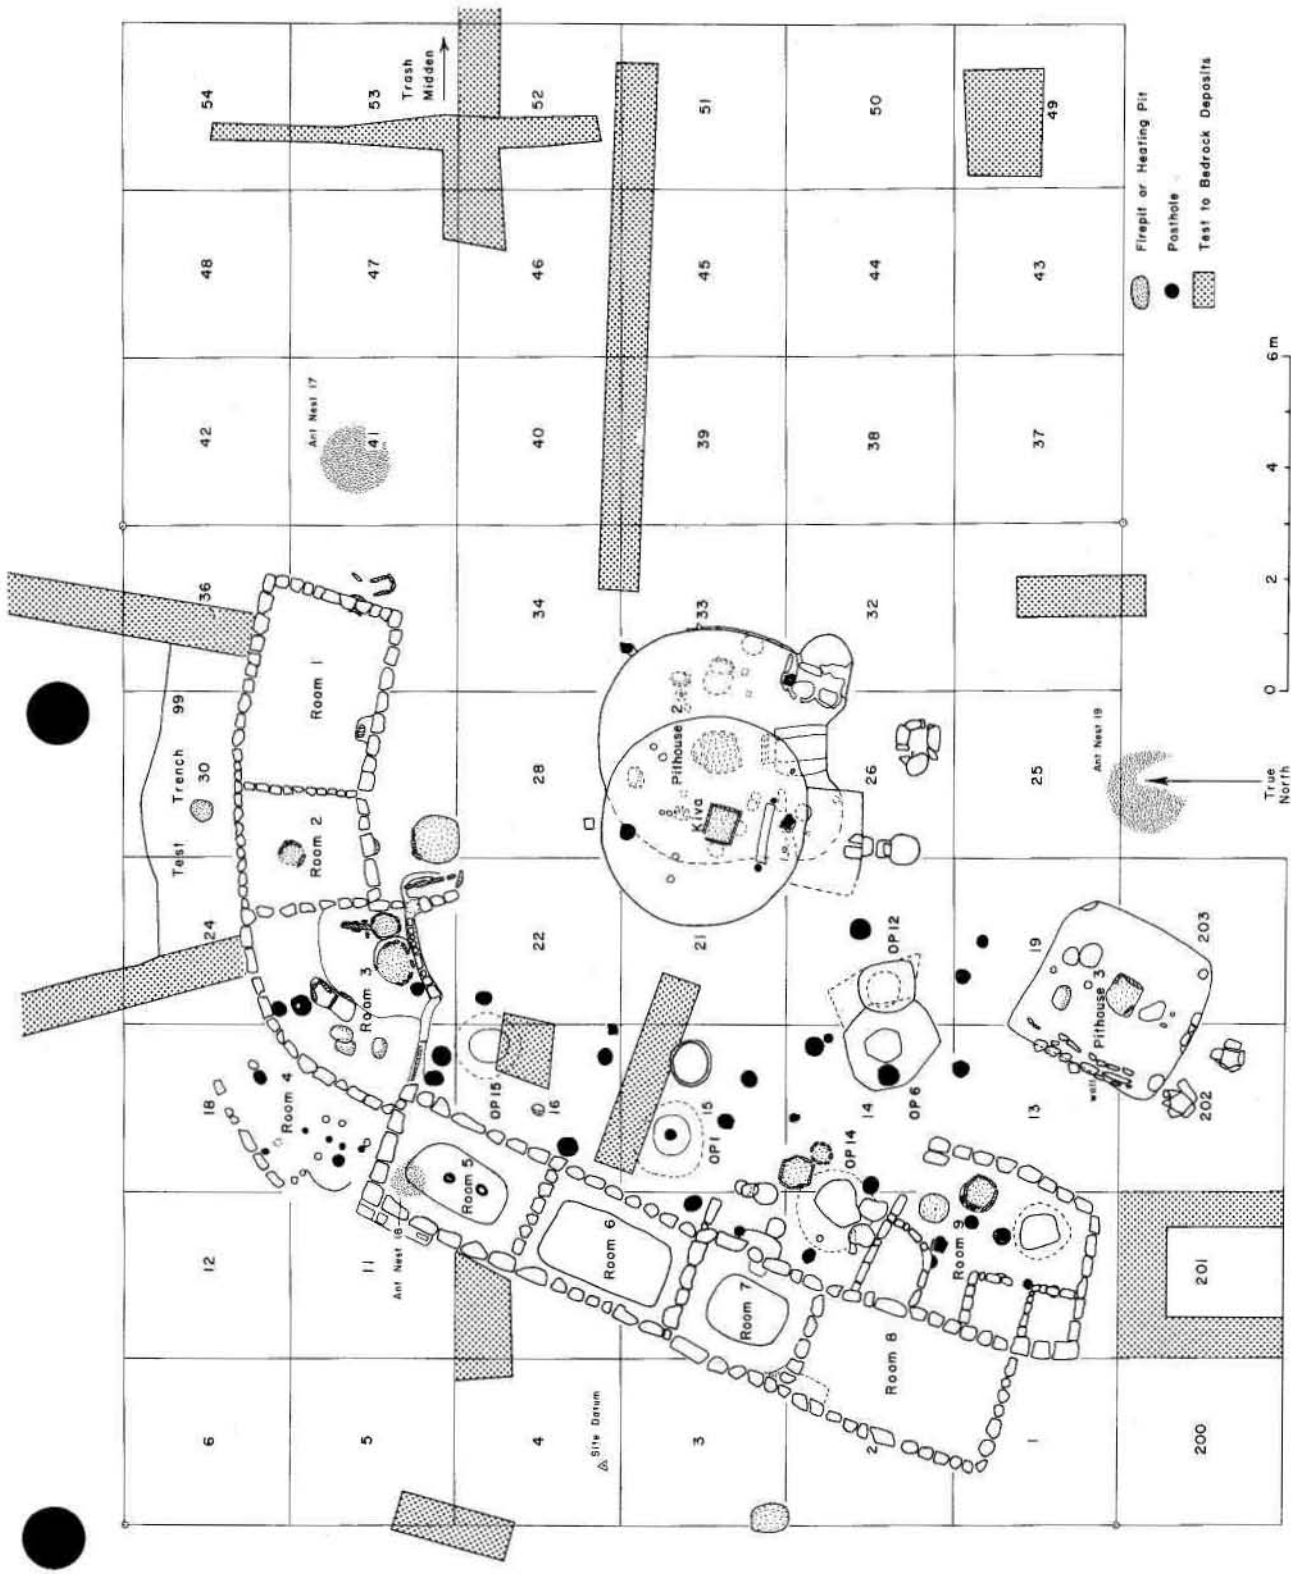 54
53
Trash
Midden
52
51
50
49
48
47
46
45
44
43
Firepit or Heating Pit
Posthole
Test to Bedrock Deposits
42
Ant Nest 17
41
40
39
38
37
6 m
4
2
0
36
Room 1
34
33
32
99
Test Trench
30
Room 2
28
Pithouse 2
Kiva
26
25
Ant Nest 19
True
North
24
Room 3
22
21
OP12
19
Pithouse 3
203
18
Room 4
OP15
16
15
OP1
14
OP6
OP14
13
wall
202
12
11
Ant Nest 18
Room 5
Room 6
Room 7
Room 8
Room 9
201
6
5
4
Site Datum
3
2
1
200